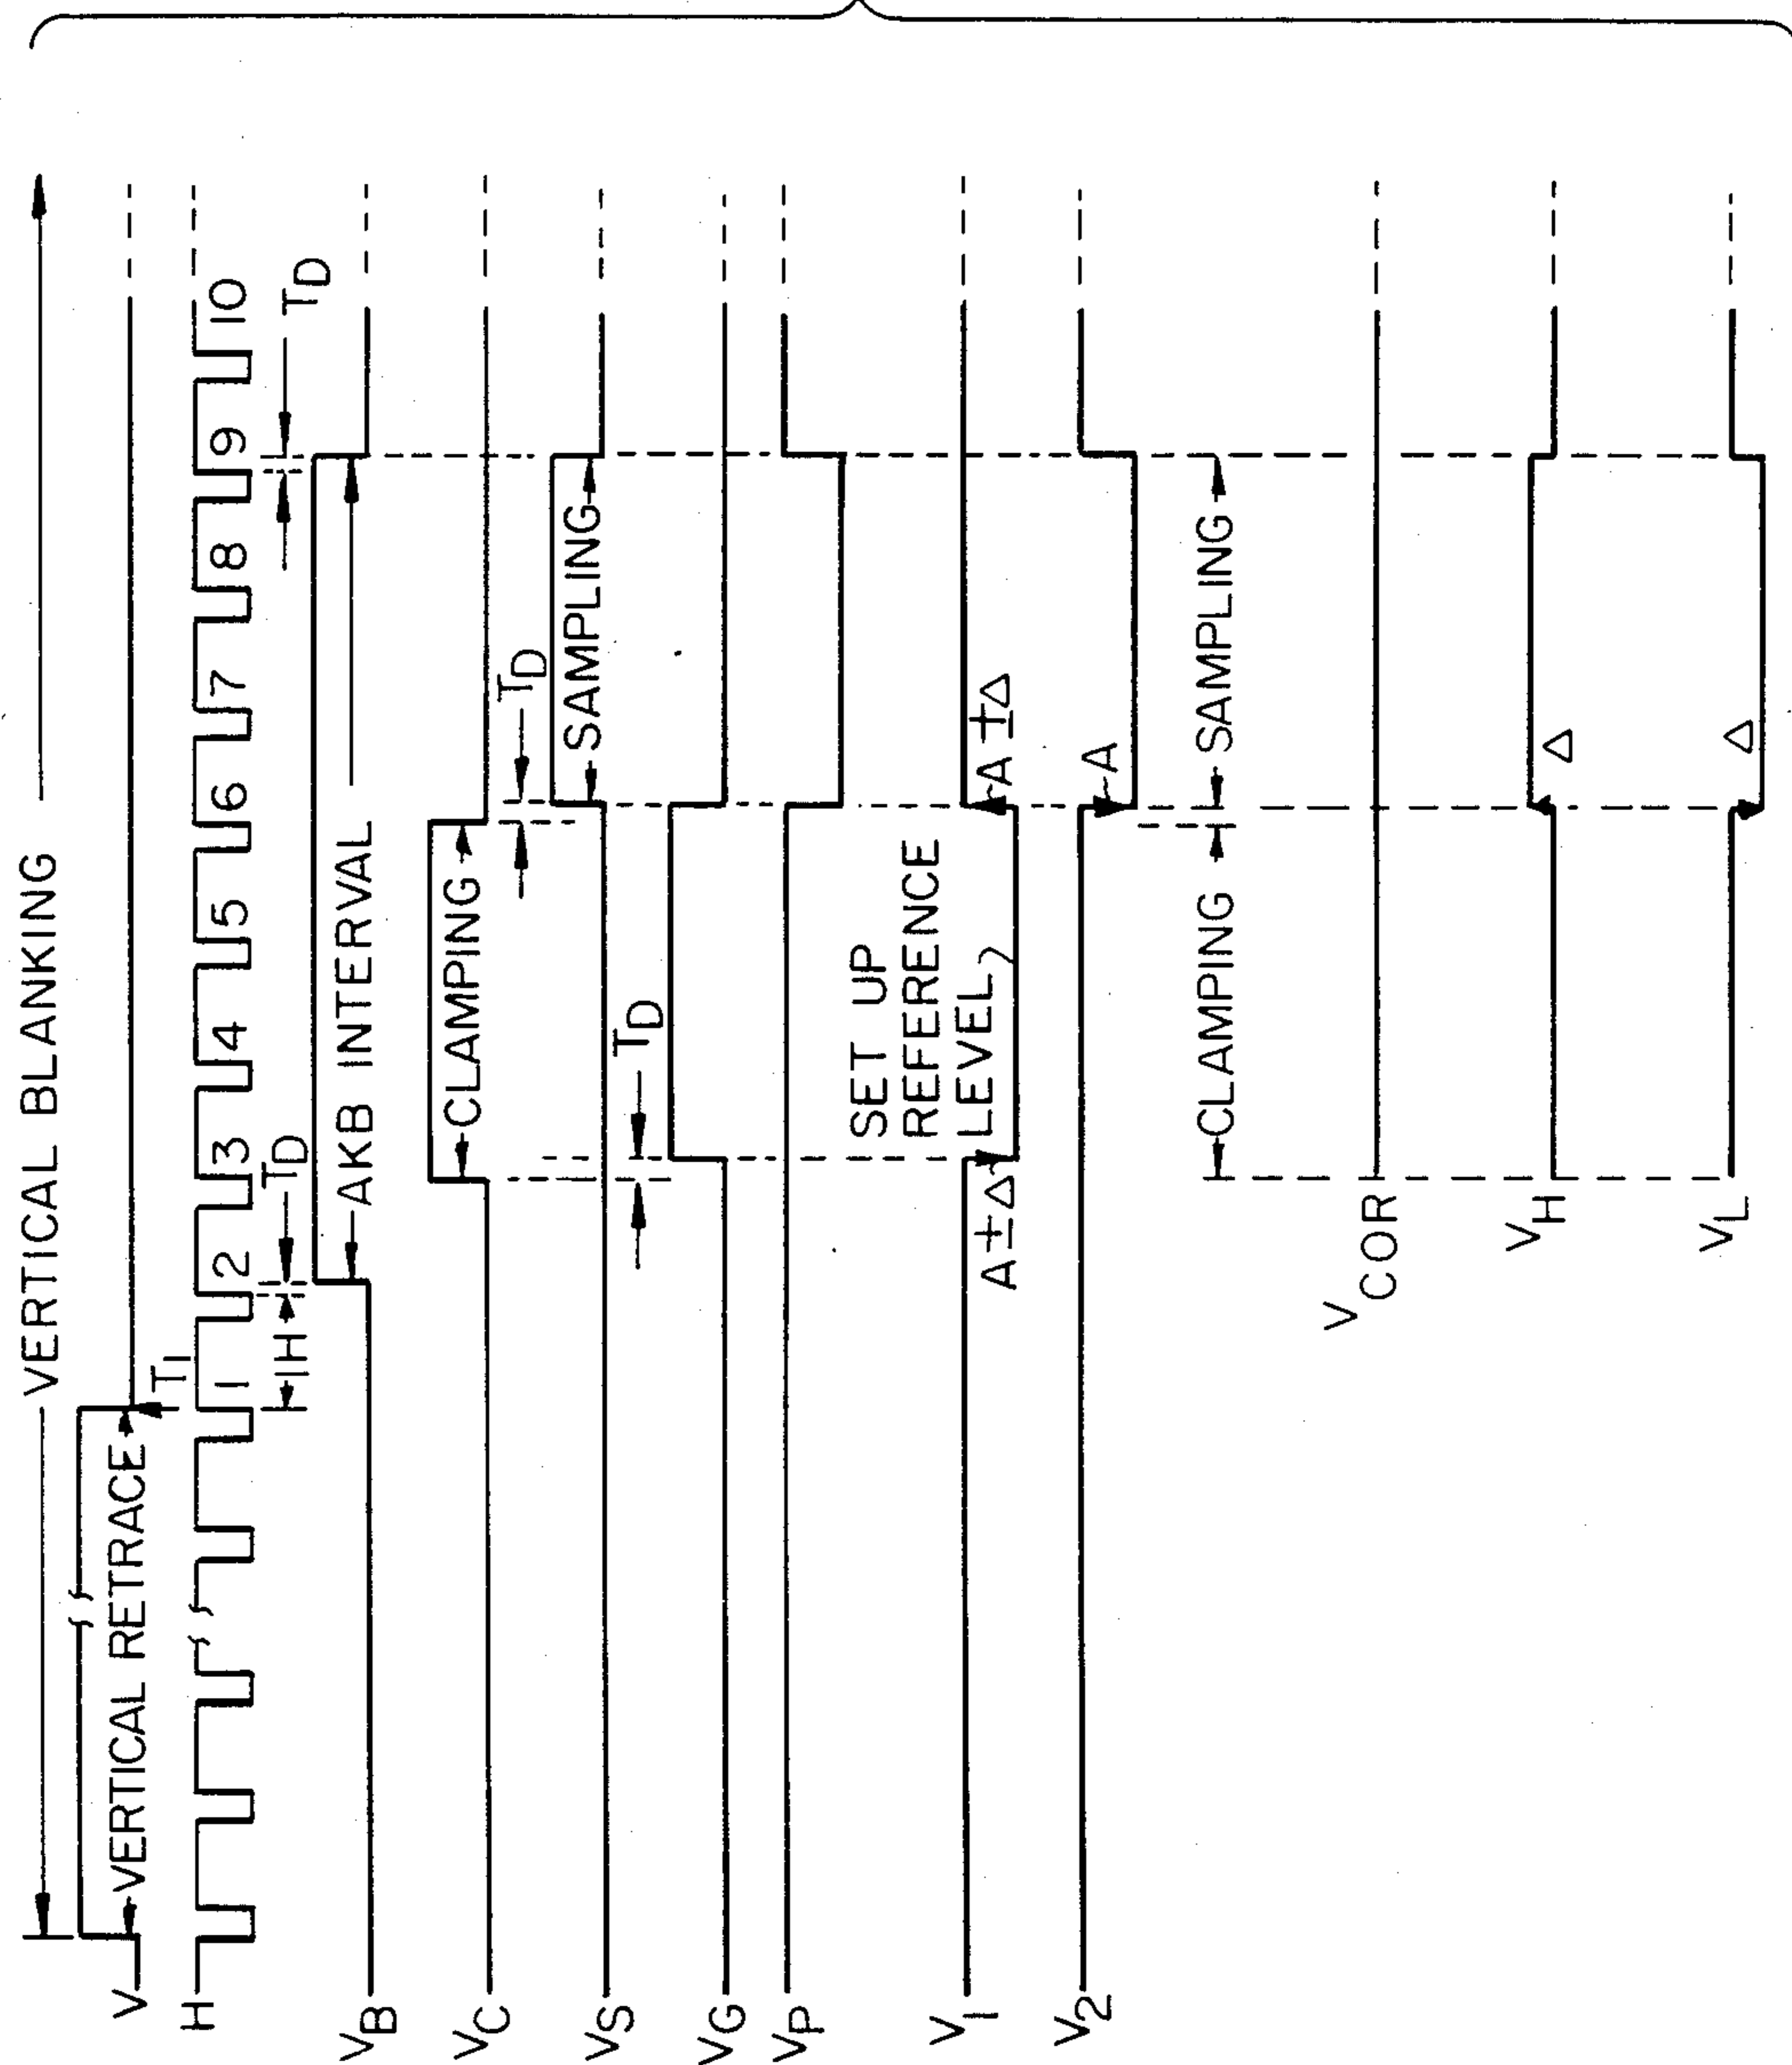 VERTICAL BLANKING
V
VERTICAL RETRACE
T1
H
1 2 3 4 5 6 7 8 9 10
1H
TD
TD
VB
AKB INTERVAL
VC
CLAMPING
TD
VS
SAMPLING
TD
VG
VP
SET UP
REFERENCE
LEVEL
V1
A±Δ
A±Δ
V2
A
CLAMPING
SAMPLING
VCOR
VH
Δ
VL
Δ